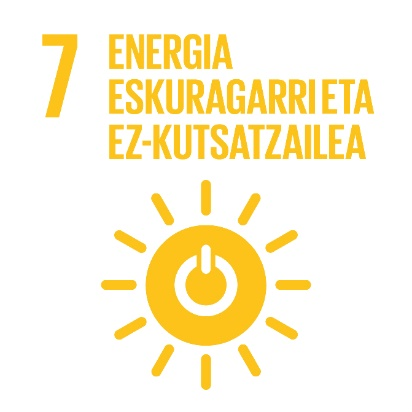 7 ENERGIA
ESKURAGARRI ETA
EZ-KUTSATZAILEA